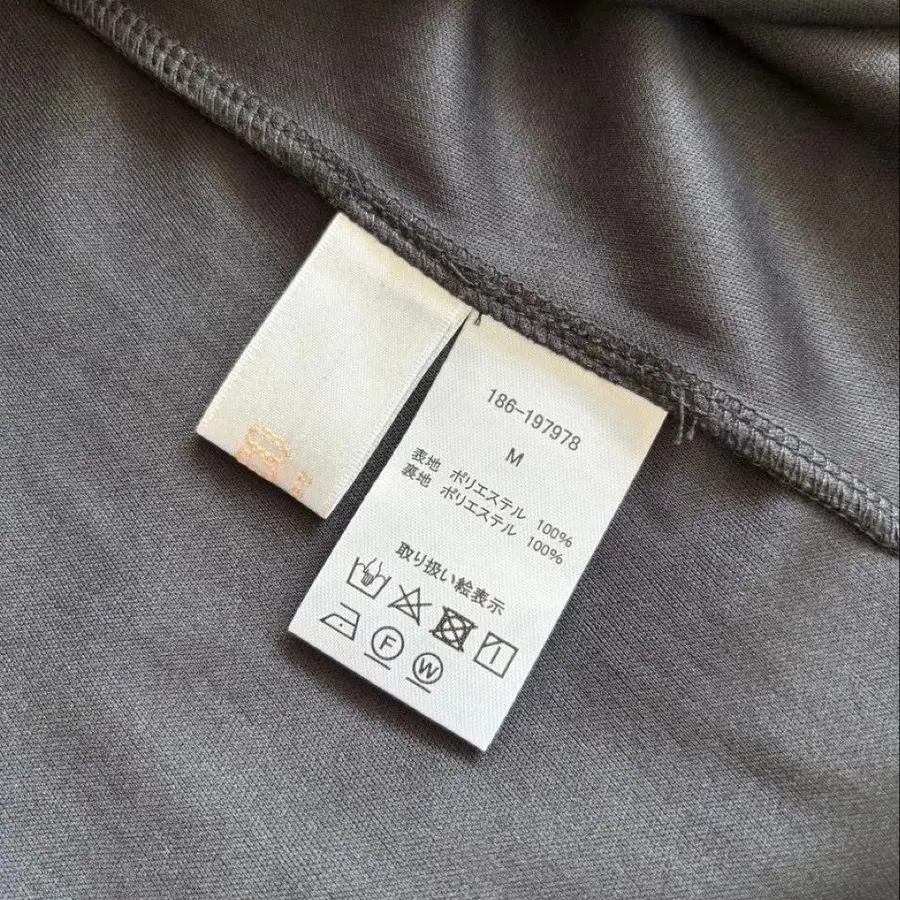 186-197978
M
表地 ポリエステル 100%
裏地 ポリエステル 100%
取り扱い絵表示
F W